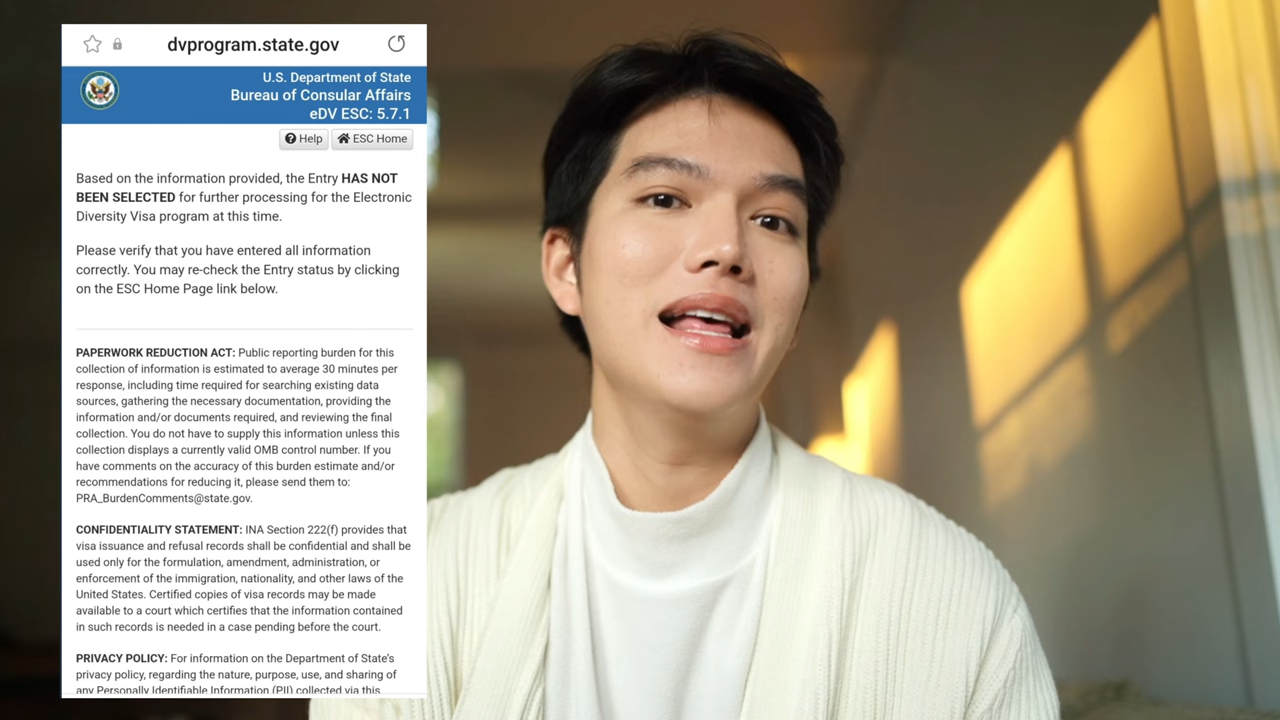 dvprogram.state.gov
U.S. Department of State
Bureau of Consular Affairs
eDV ESC: 5.7.1
Help
ESC Home
Based on the information provided, the Entry HAS NOT
BEEN SELECTED for further processing for the Electronic
Diversity Visa program at this time.
Please verify that you have entered all information
correctly. You may re-check the Entry status by clicking
on the ESC Home Page link below.
PAPERWORK REDUCTION ACT: Public reporting burden for this
collection of information is estimated to average 30 minutes per
response, including time required for searching existing data
sources, gathering the necessary documentation, providing the
information and/or documents required, and reviewing the final
collection. You do not have to supply this information unless this
collection displays a currently valid OMB control number. If you
have comments on the accuracy of this burden estimate and/or
recommendations for reducing it, please send them to:
PRA_BurdenComments@state.gov.
CONFIDENTIALITY STATEMENT: INA Section 222(f) provides that
visa issuance and refusal records shall be confidential and shall be
used only for the formulation, amendment, administration, or
enforcement of the immigration, nationality, and other laws of the
United States. Certified copies of visa records may be made
available to a court which certifies that the information contained
in such records is needed in a case pending before the court.
PRIVACY POLICY: For information on the Department of State's
privacy policy, regarding the nature, purpose, use, and sharing of
any Personally Identifiable Information (PII) collected via this